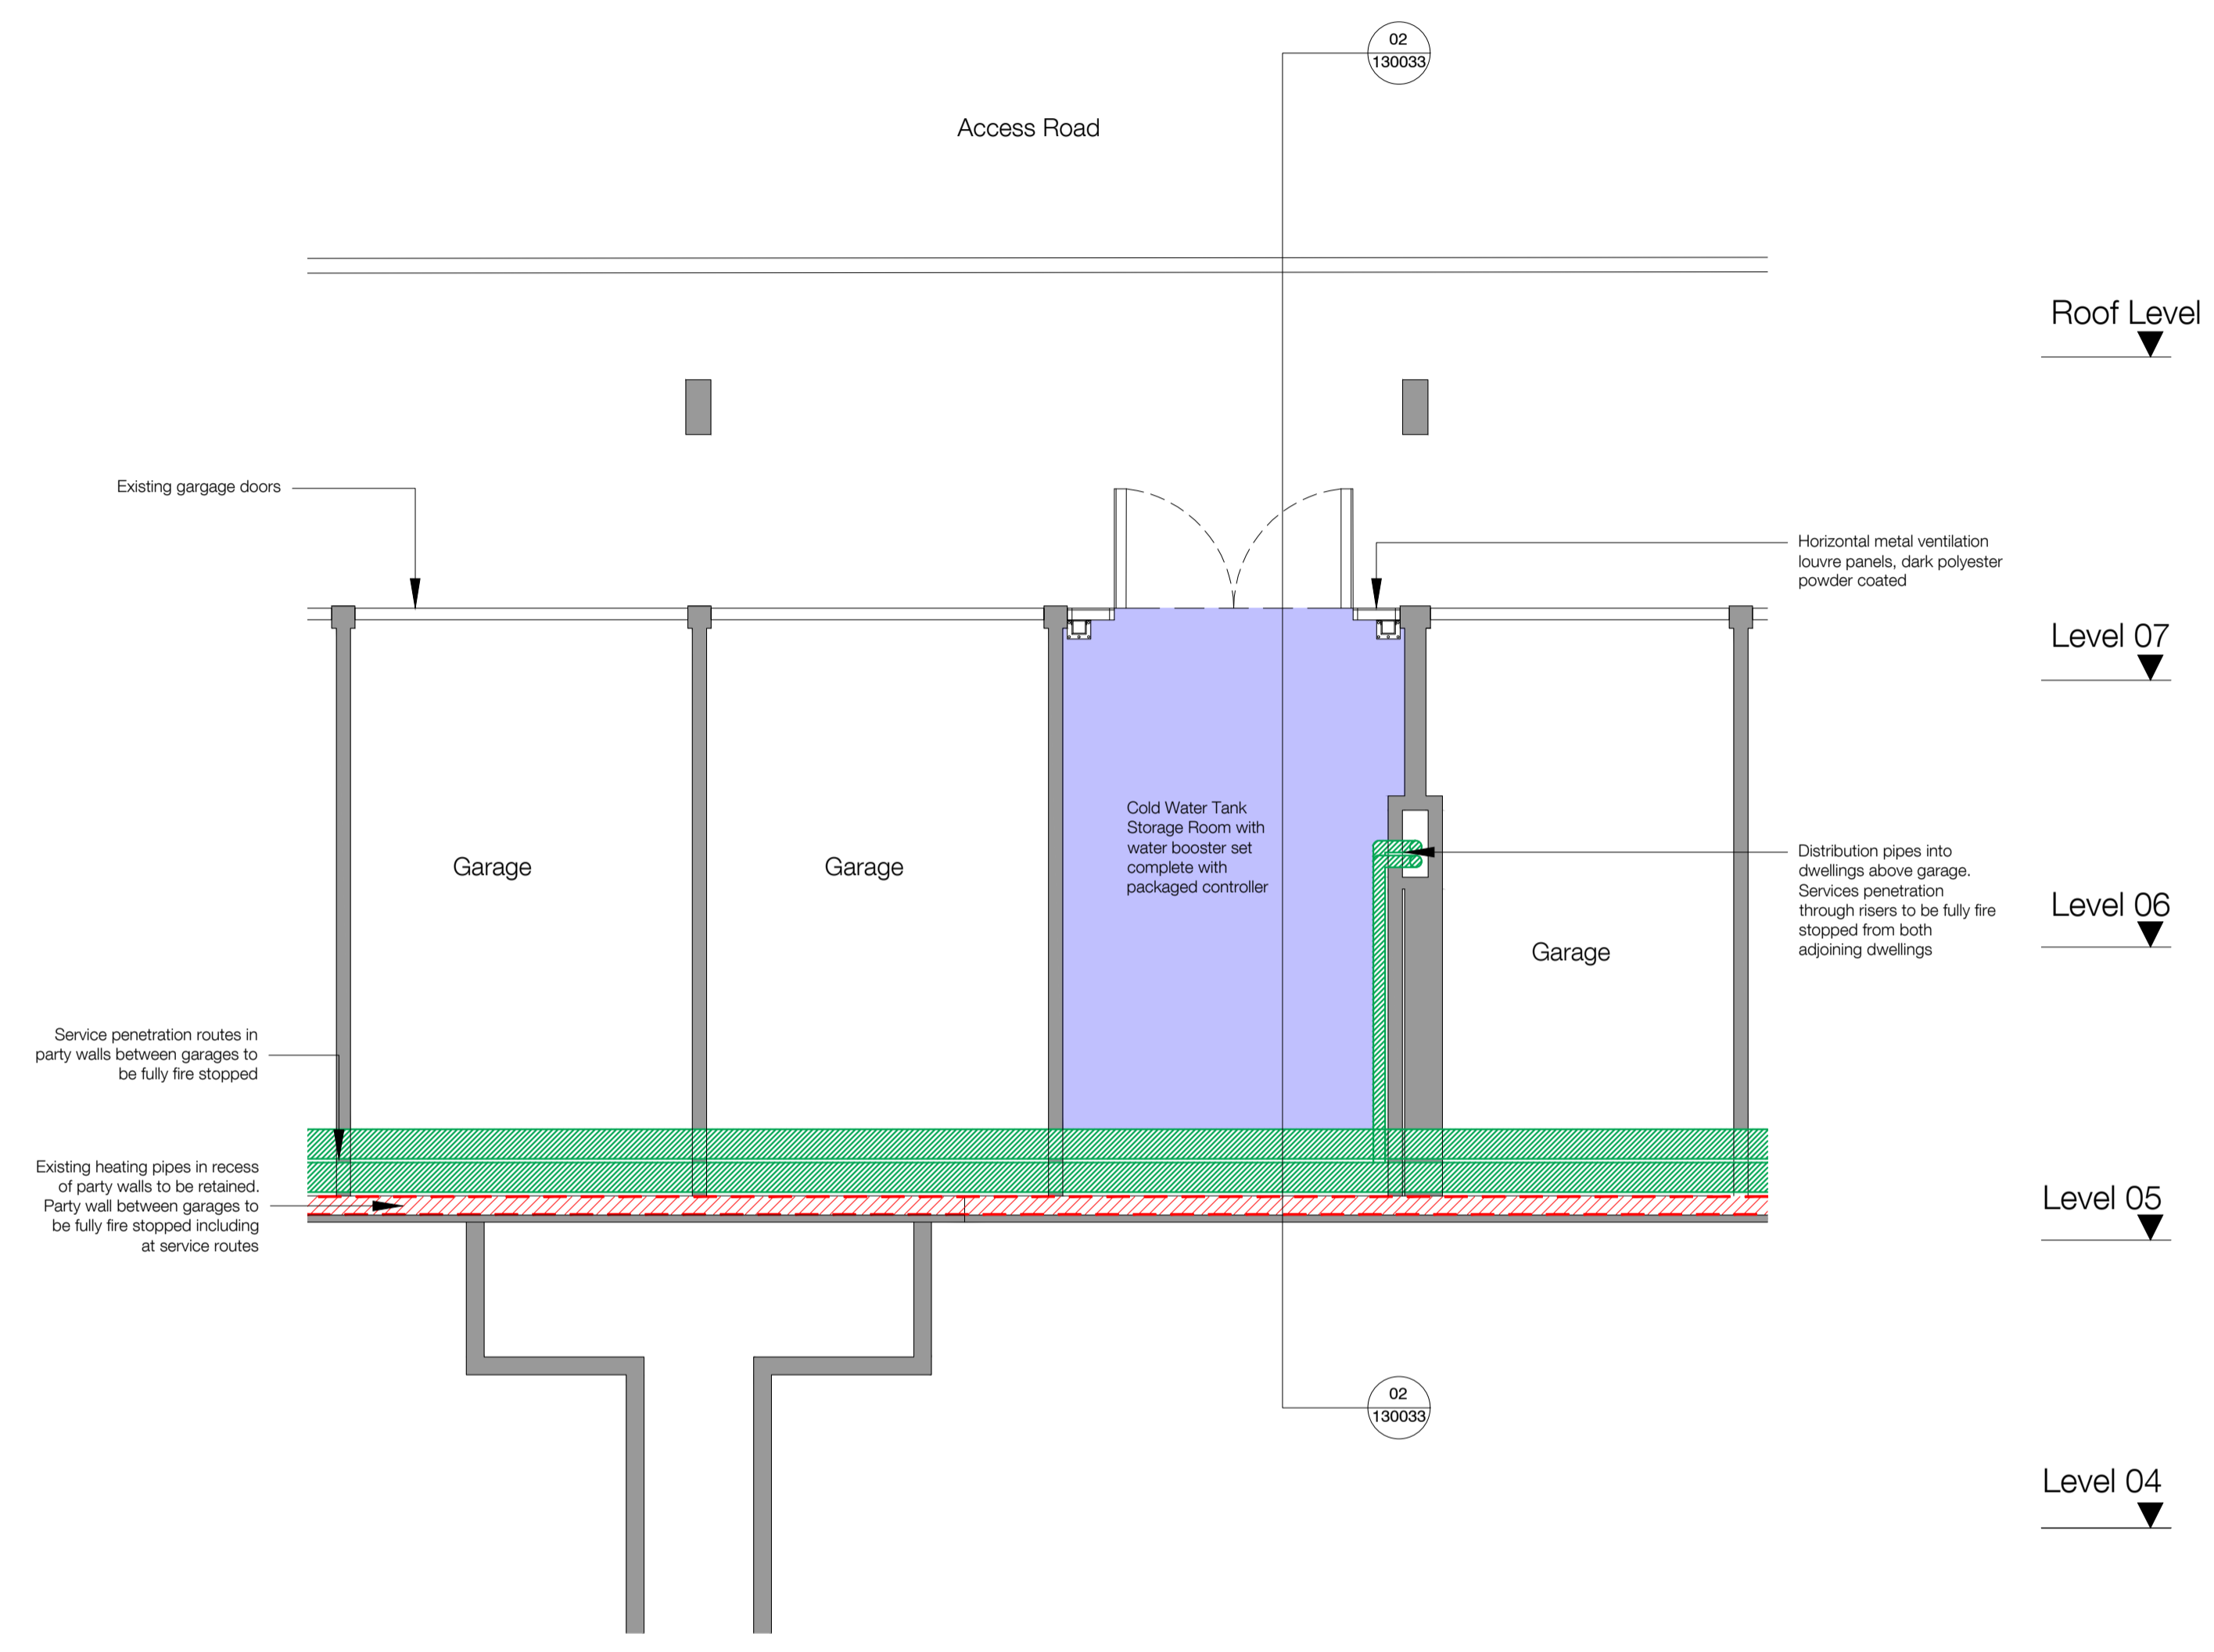 02
130033
Access Road
Roof Level
Existing gargage doors
Horizontal metal ventilation
louvre panels, dark polyester
powder coated
Level 07
Cold Water Tank
Storage Room with
water booster set
complete with
packaged controller
Garage
Garage
Distribution pipes into
dwellings above garage.
Services penetration
through risers to be fully fire
stopped from both
adjoining dwellings
Level 06
Garage
Service penetration routes in
party walls between garages to
be fully fire stopped
Existing heating pipes in recess
of party walls to be retained.
Party wall between garages to
be fully fire stopped including
at service routes
Level 05
02
130033
Level 04